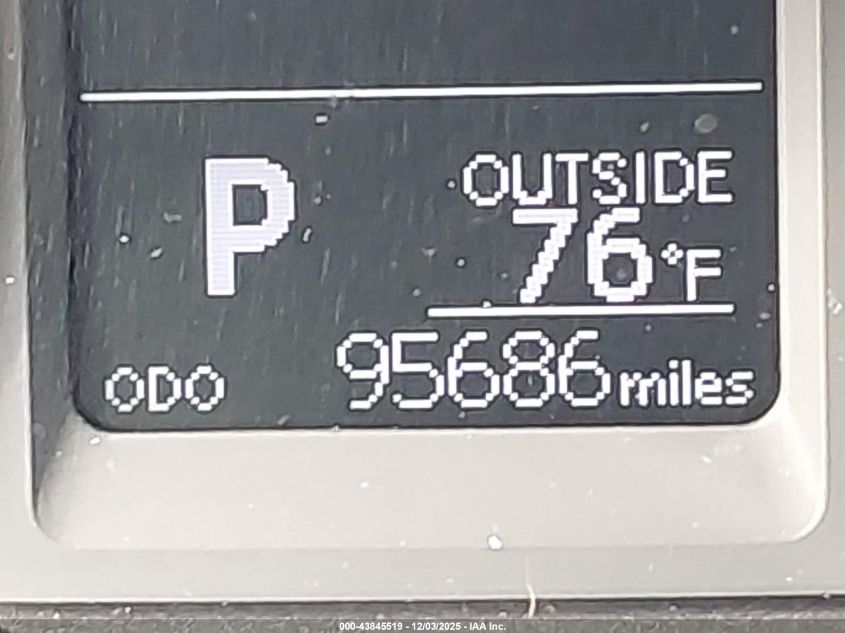 P
OUTSIDE
76°F
ODO 95686 miles
000-43845519 - 12/03/2025 - IAA Inc.